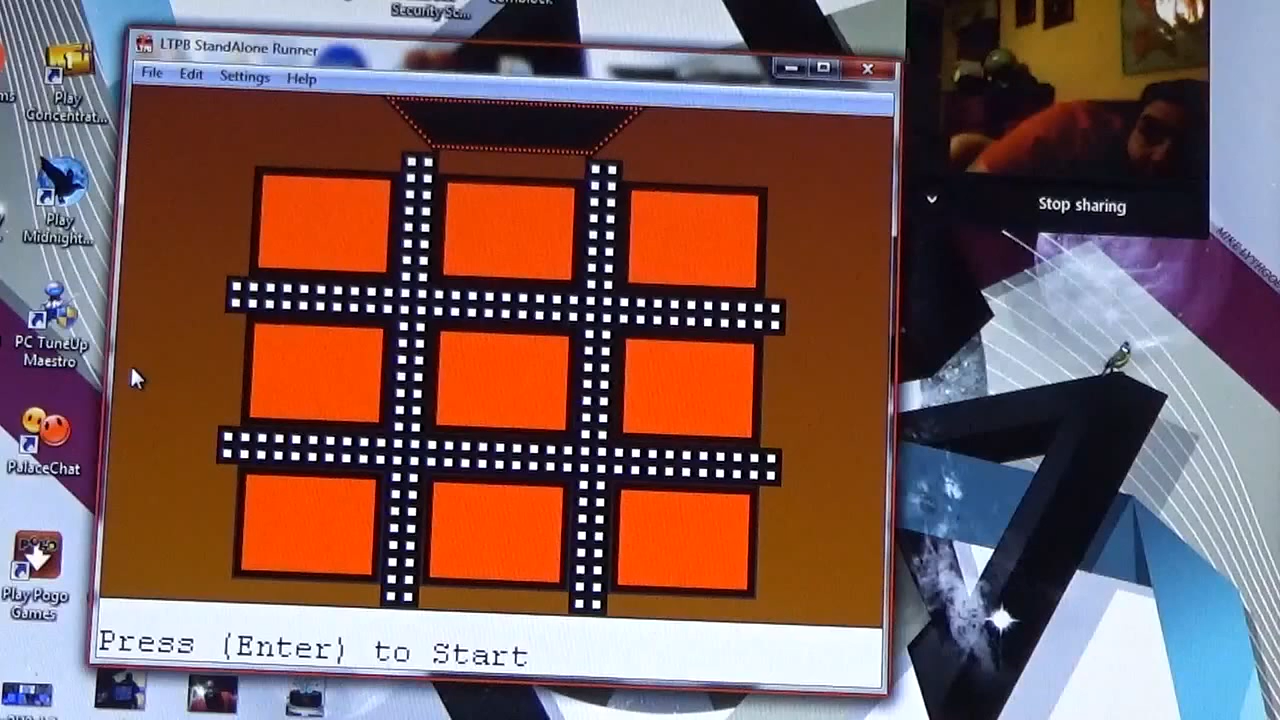 Security Sc...
LTPB StandAlone Runner
File Edit Settings Help
Play
Concentrat...
Play
Midnight...
PC TuneUp
Maestro
PalaceChat
POGO
Play Pogo
Games
Stop sharing
Press (Enter) to Start